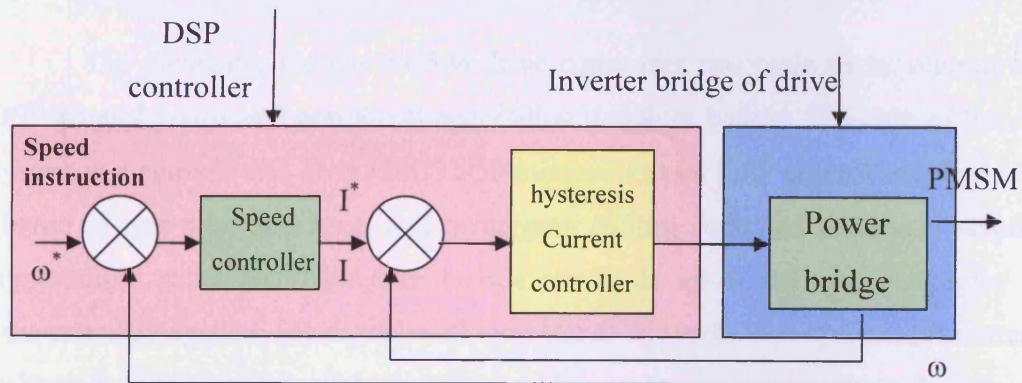 DSP
controller
Inverter bridge of drive
Speed
instruction
ω*
Speed
controller
I*
I
hysteresis
Current
controller
Power
bridge
PMSM
ω